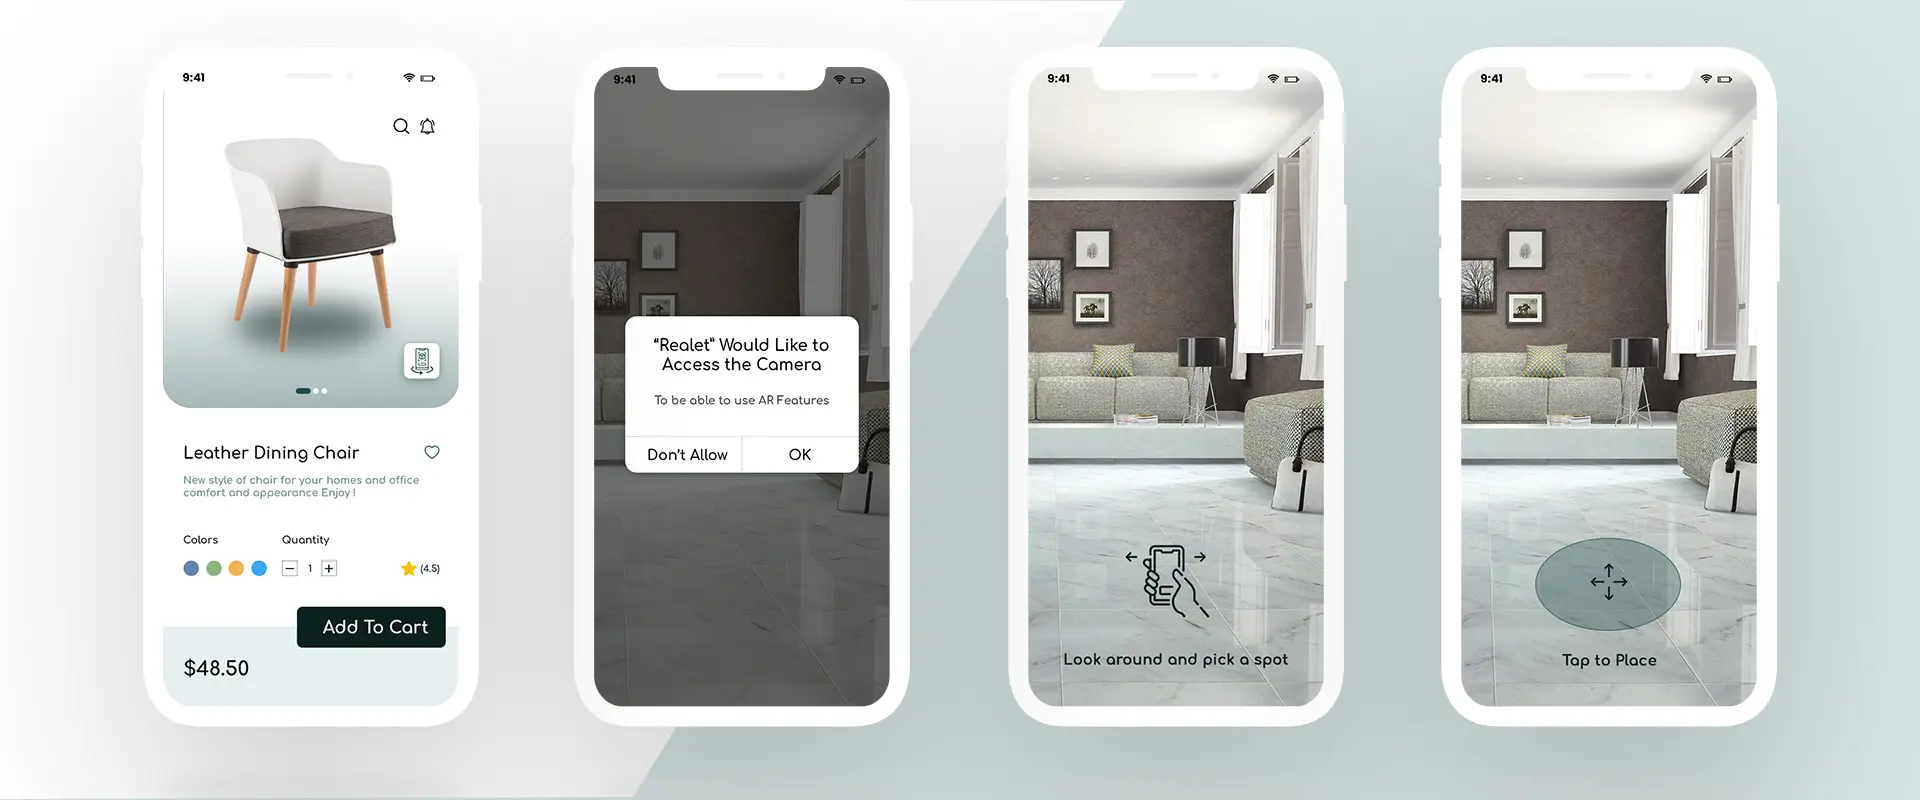 9:41
Leather Dining Chair
New style of chair for your homes and office
comfort and appearance Enjoy !
Colors
Quantity
1
(4.5)
Add To Cart
$48.50
9:41
“Realet” Would Like to
Access the Camera
To be able to use AR Features
Don’t Allow
OK
9:41
Look around and pick a spot
9:41
Tap to Place